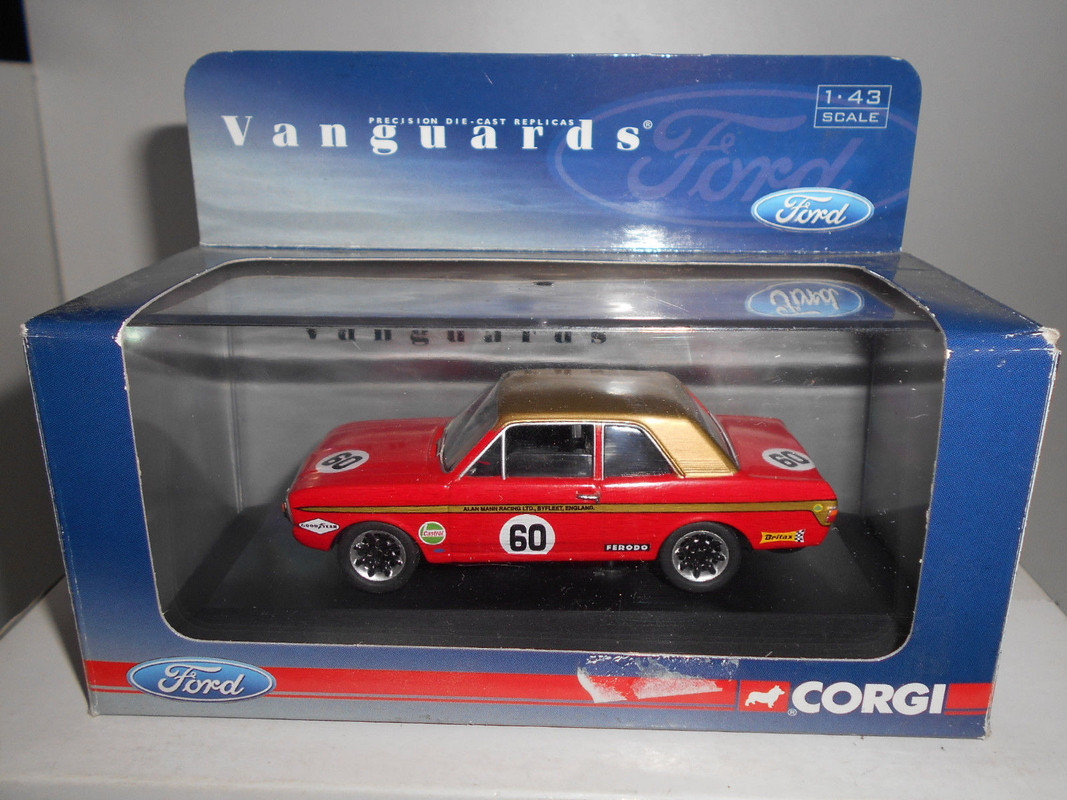 PRECISION DIE-CAST REPLICAS
Vanguards®
1·43
SCALE
Ford
Ford
Ford
Vanguards
60
60
ALAN MANN RACING LTD., BYFLEET, ENGLAND.
GOODYEAR
Castrol
60
FERODO
Britax
Ford
®CORGI